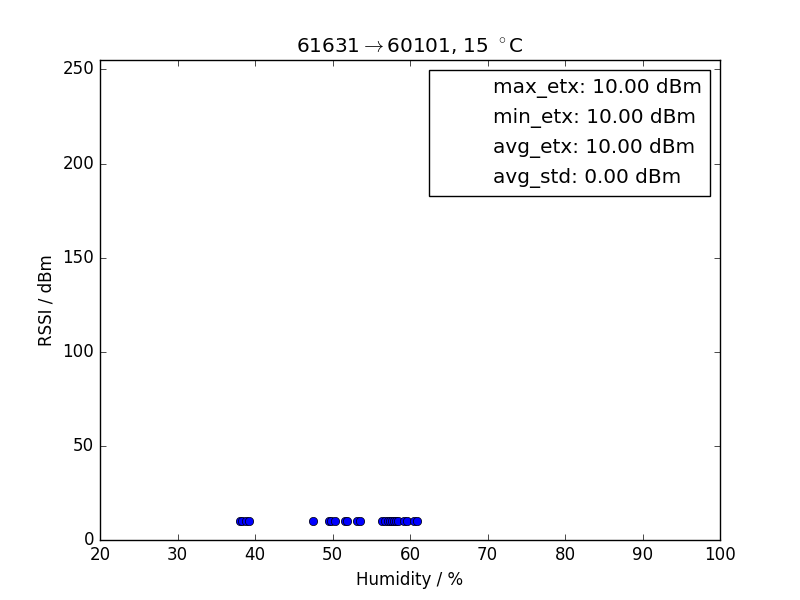 61631→60101, 15 °C
max_etx: 10.00 dBm
min_etx: 10.00 dBm
avg_etx: 10.00 dBm
avg_std: 0.00 dBm
RSSI / dBm
250
200
150
100
50
0
20 30 40 50 60 70 80 90 100
Humidity / %